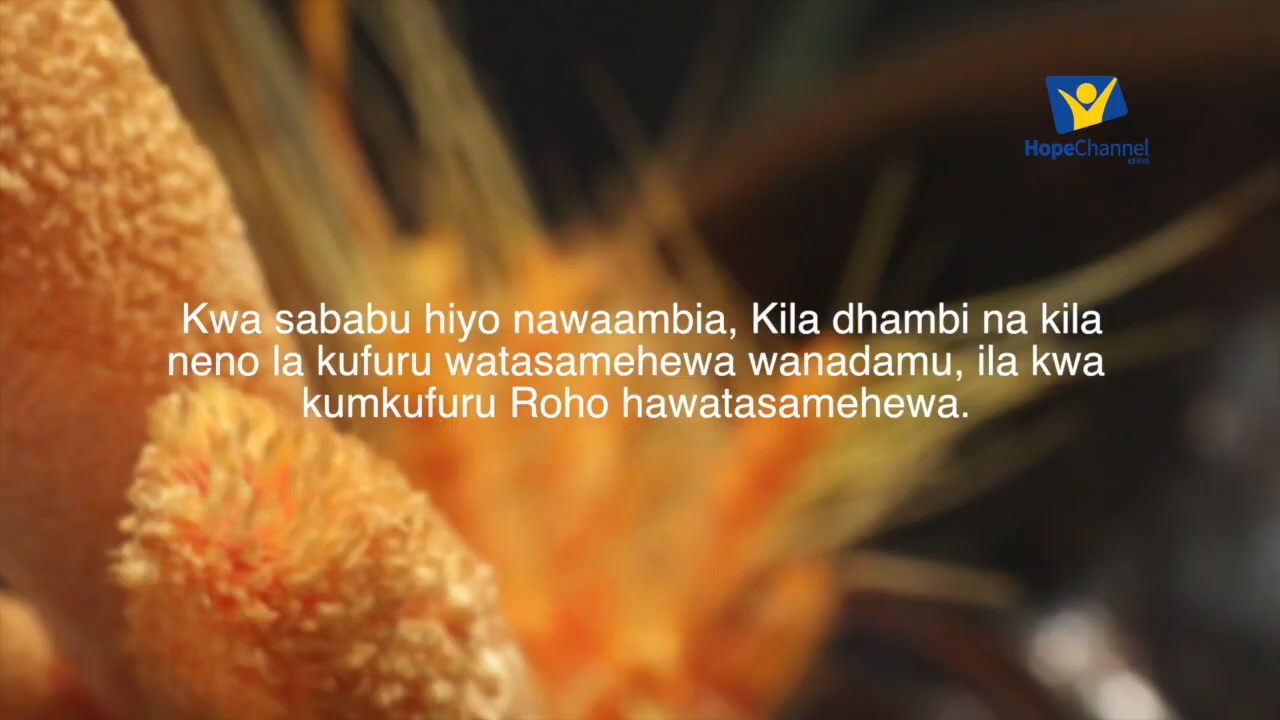 HopeChannel
KENYA
Kwa sababu hiyo nawaambia, Kila dhambi na kila
neno la kufuru watasamehewa wanadamu, ila kwa
kumkufuru Roho hawatasamehewa.